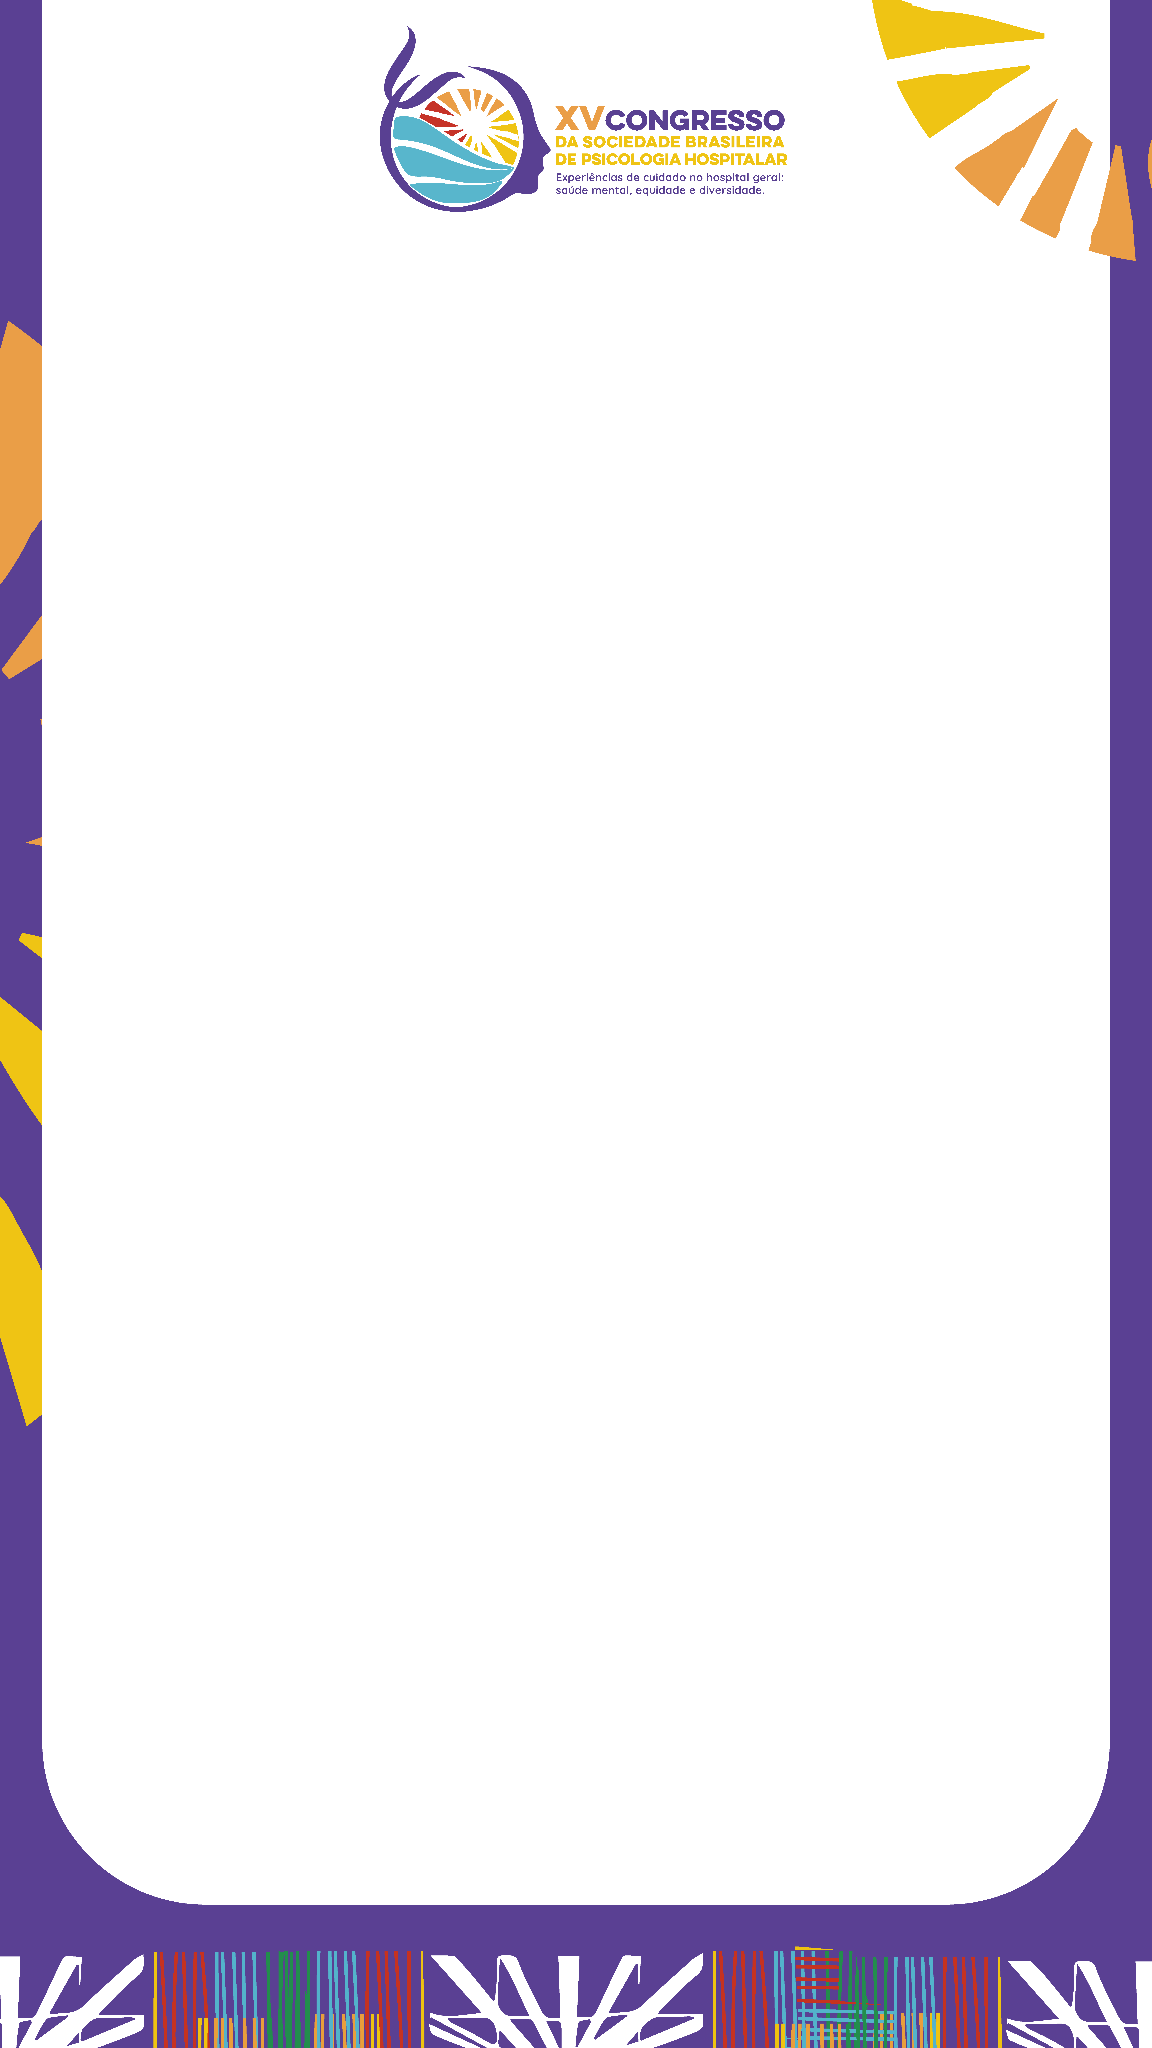 XV CONGRESSO
DA SOCIEDADE BRASILEIRA
DE PSICOLOGIA HOSPITALAR
Experiências de cuidado no hospital geral:
saúde mental, equidade e diversidade.